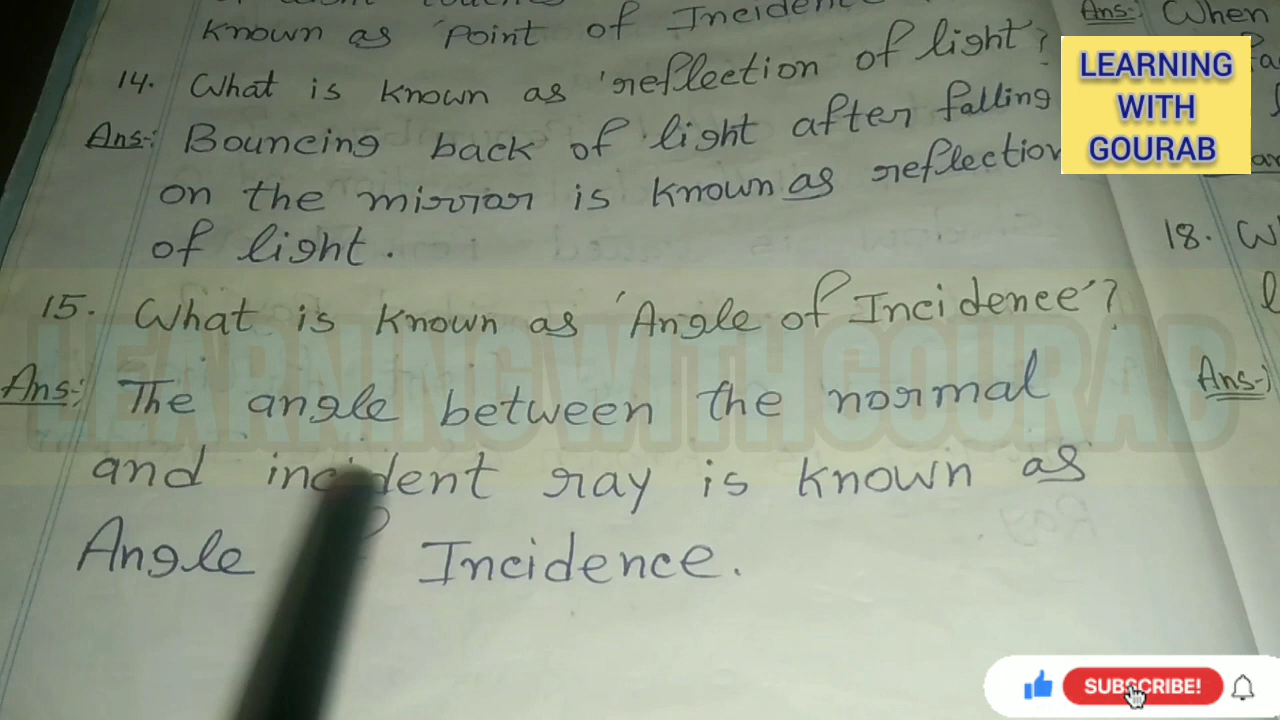 known as 'Point of Incidence
14. What is known as 'reflection of light'?
Ans:- Bouncing back of light after falling
on the mirror is known as reflection
of light.
15. What is known as 'Angle of Incidence'?
Ans:- The angle between the normal
and incident ray is known as
Angle Incidence.
Ans:- When
18.
Ans:-
LEARNING
WITH
GOURAB
LEARNINGWITHGOURAB
SUBSCRIBE!